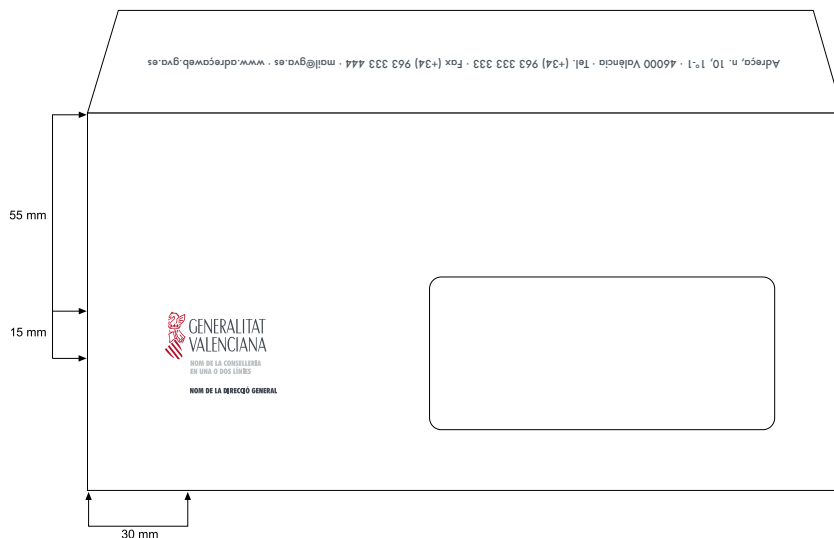 Adreça, n. 10, 1º-1 · 46000 València · Tel. (+34) 963 333 333 · Fax (+34) 963 333 444 · mail@gva.es · www.adreçaweb.gva.es
55 mm
15 mm
GENERALITAT
VALENCIANA
NOM DE LA CONSELLERIA
EN UNA O DOS LÍNIES
NOM DE LA DIRECCIÓ GENERAL
30 mm